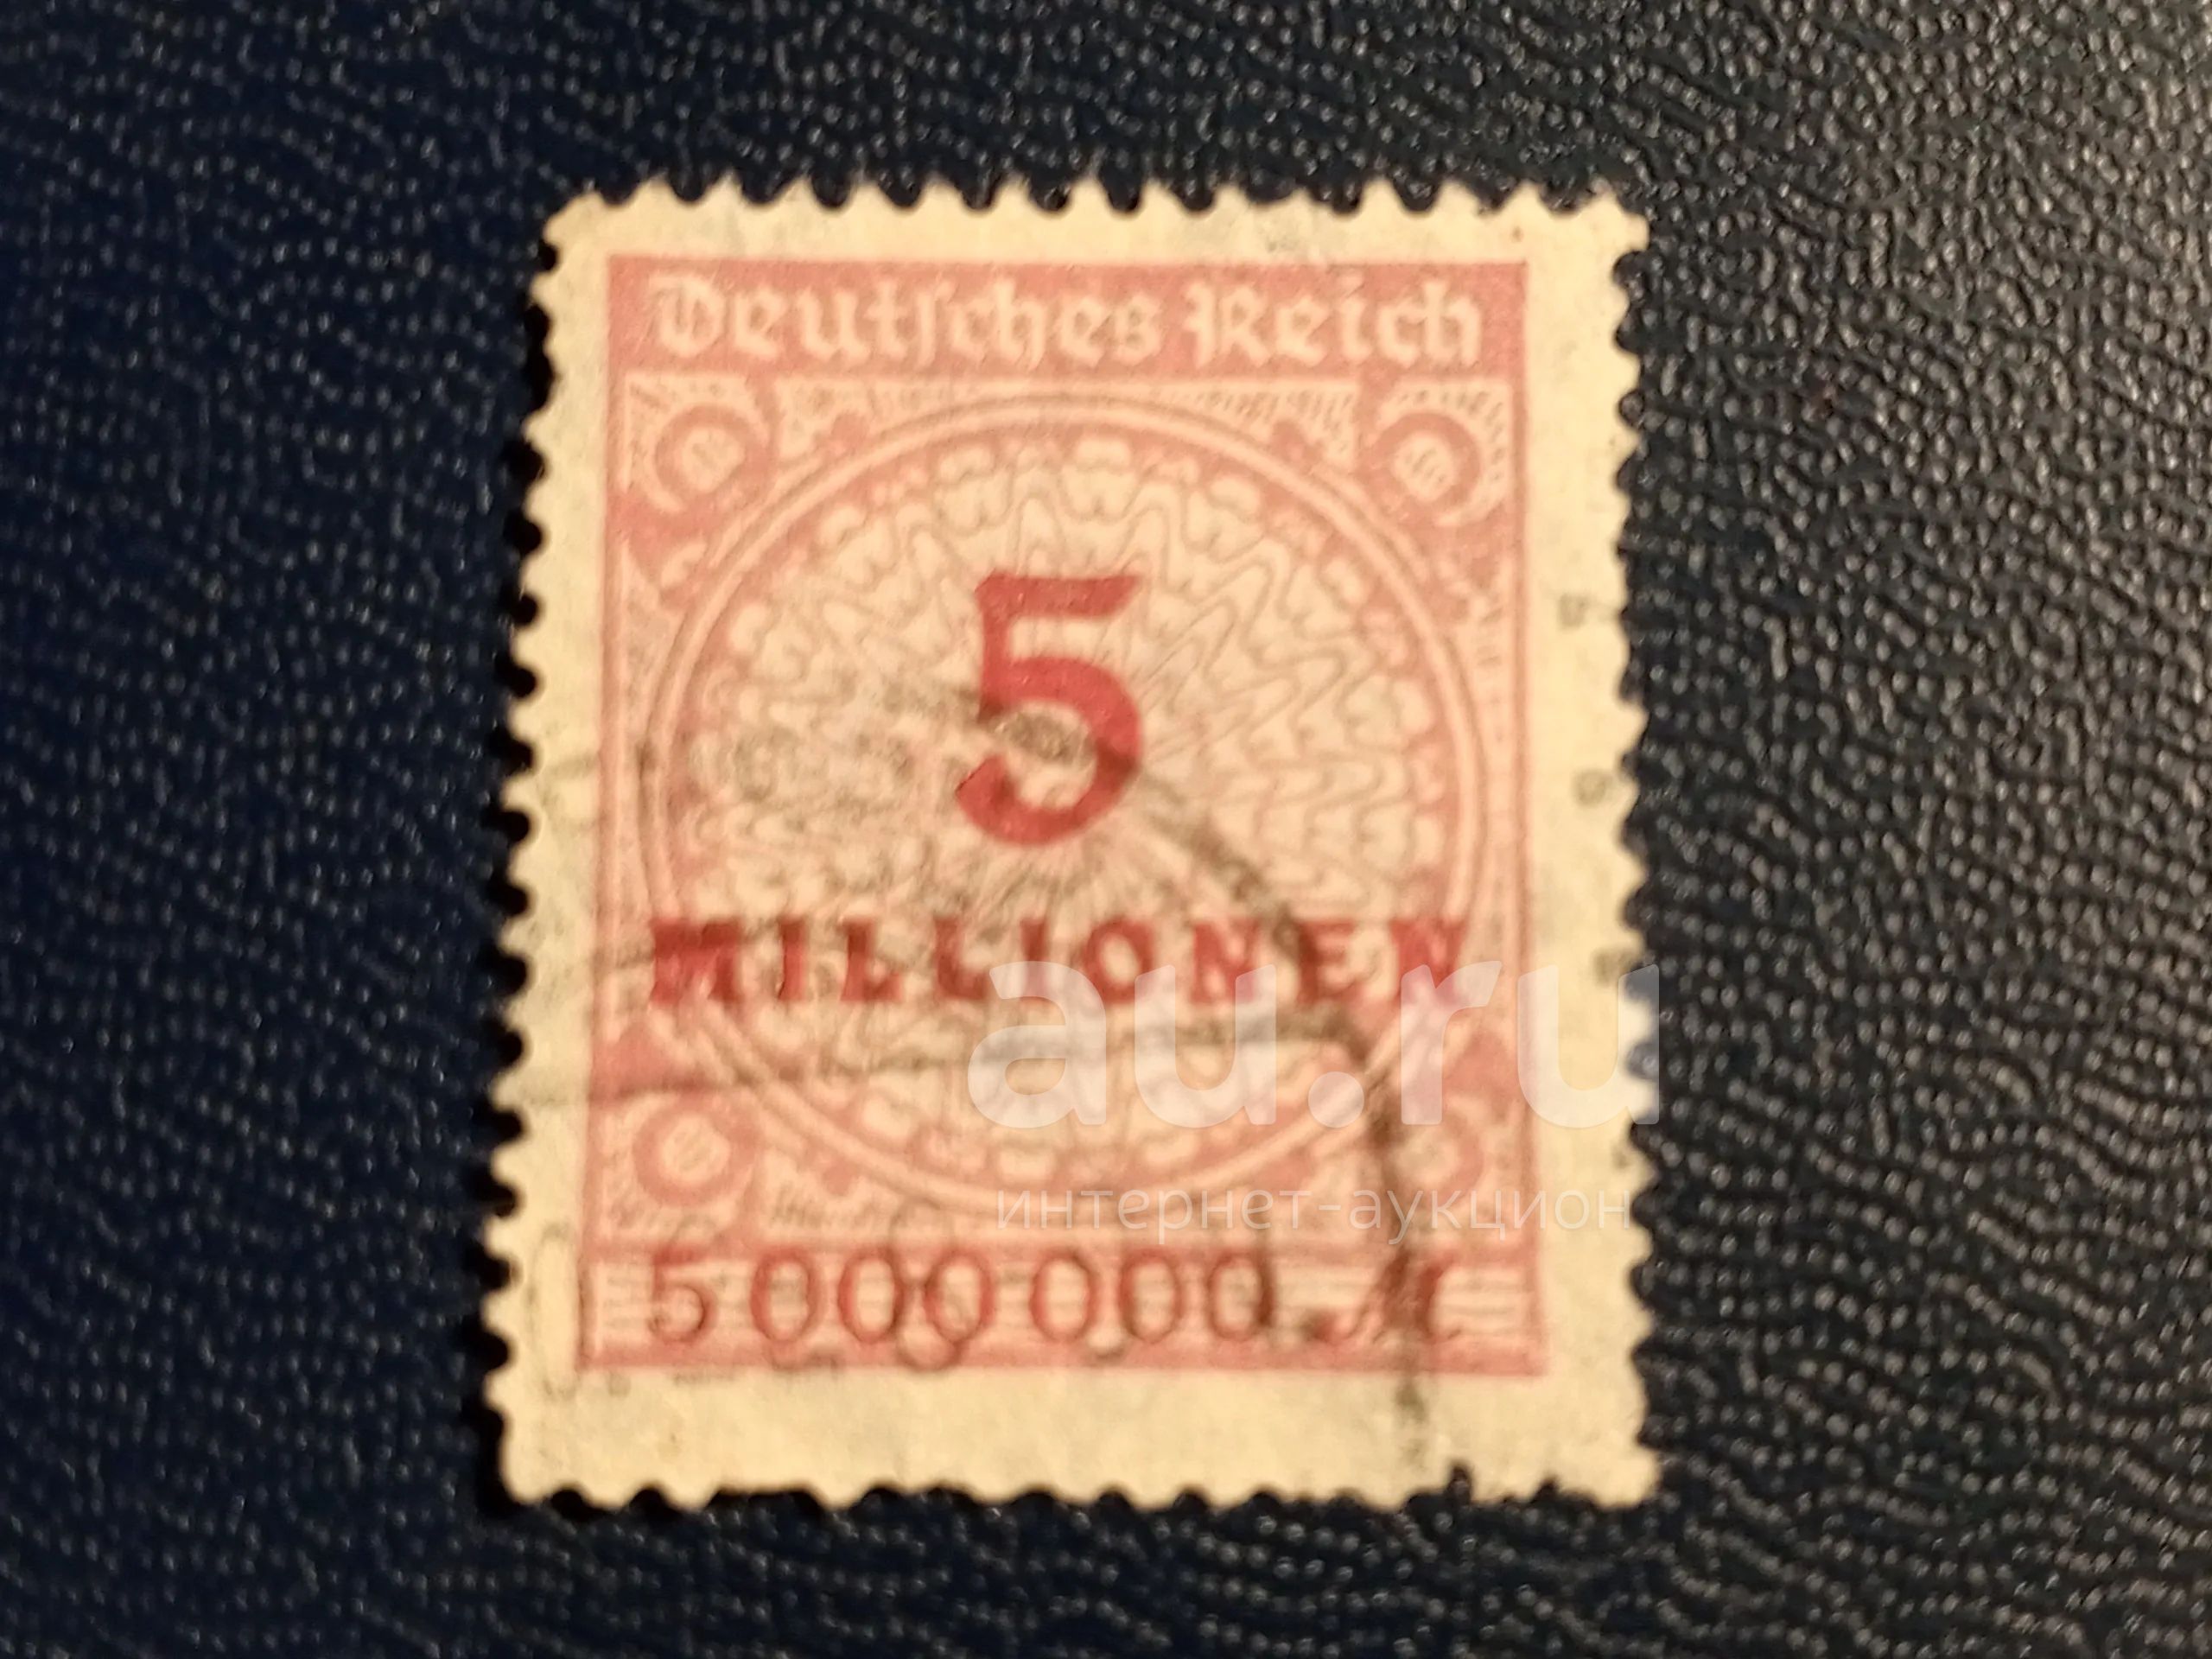 Deutsches Reich
5
MILLIONEN
au.ru
интернет-аукцион
5 000 000 M